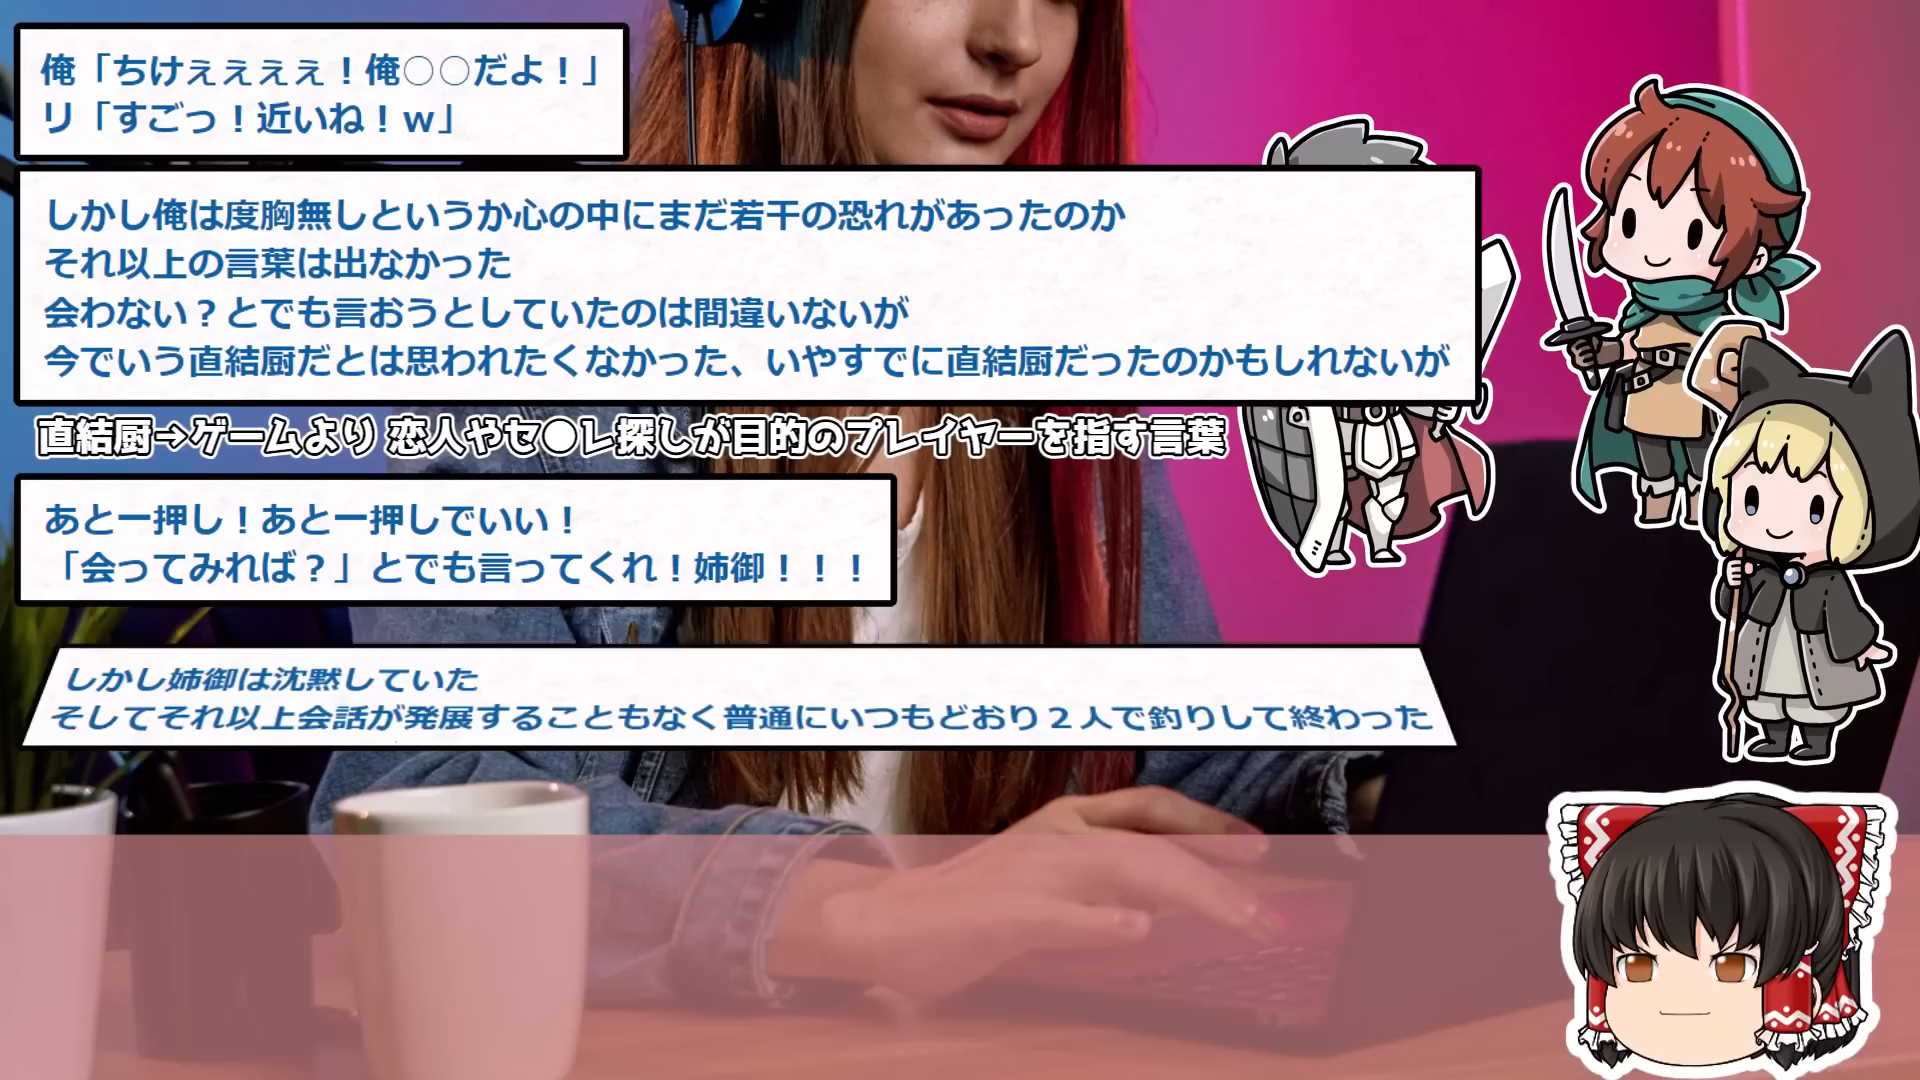 俺「ちけぇぇぇぇ！俺○○だよ！」
リ「すごっ！近いね！ｗ」
しかし俺は度胸無しというか心の中にまだ若干の恐れがあったのか
それ以上の言葉は出なかった
会わない？とでも言おうとしていたのは間違いないが
今でいう直結厨だとは思われたくなかった、いやすでに直結厨だったのかもしれないが
直結厨→ゲームより 恋人やセ●レ探しが目的のプレイヤーを指す言葉
あと一押し！あと一押しでいい！
「会ってみれば？」とでも言ってくれ！姉御！！！
しかし姉御は沈黙していた
そしてそれ以上会話が発展することもなく普通にいつもどおり２人で釣りして終わった